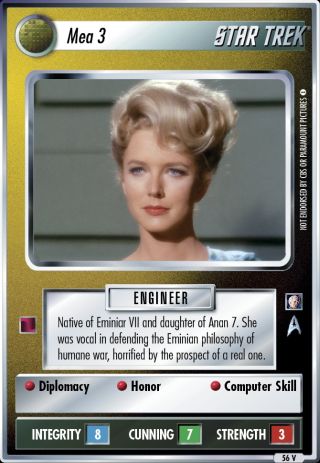 Mea 3
STAR TREK
NOT ENDORSED BY CBS OR PARAMOUNT PICTURES
ENGINEER
Native of Eminiar VII and daughter of Anan 7. She
was vocal in defending the Eminian philosophy of
humane war, horrified by the prospect of a real one.
Diplomacy Honor Computer Skill
INTEGRITY 8 CUNNING 7 STRENGTH 3
56 V